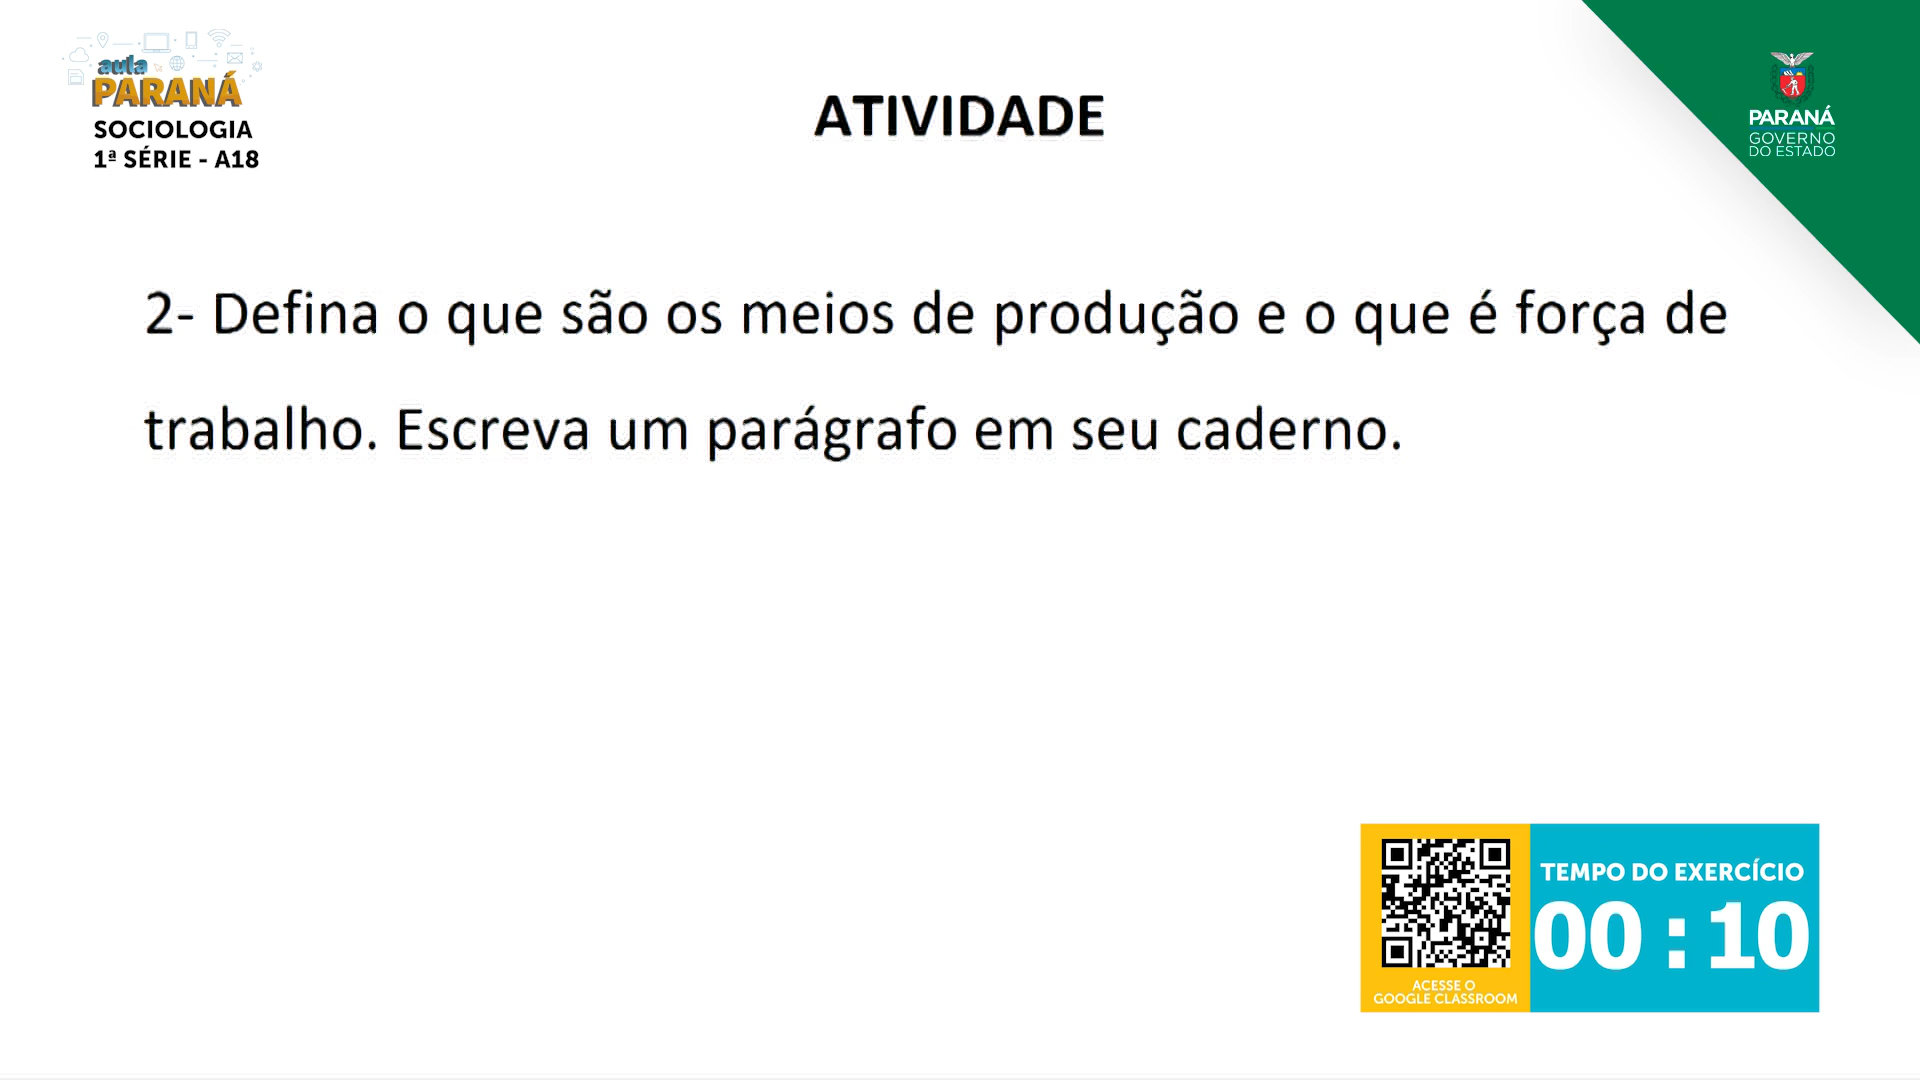 aula
PARANÁ
SOCIOLOGIA
1ª SÉRIE - A18
ATIVIDADE
PARANÁ
GOVERNO
DO ESTADO
2- Defina o que são os meios de produção e o que é força de
trabalho. Escreva um parágrafo em seu caderno.
ACESSE O
GOOGLE CLASSROOM
TEMPO DO EXERCÍCIO
00 : 10